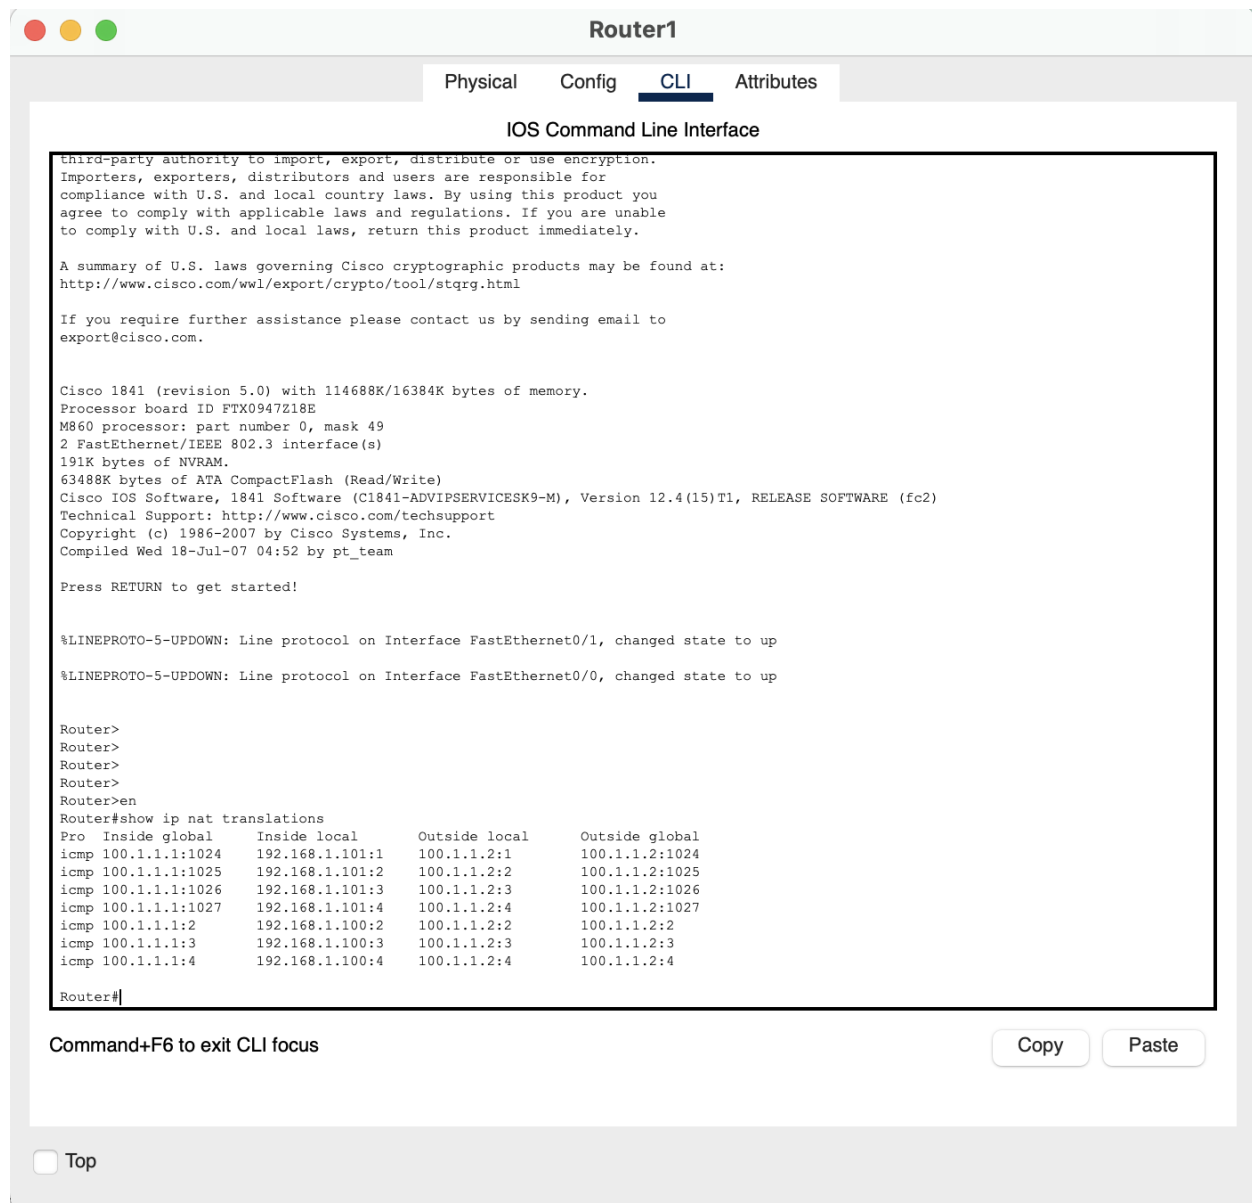 Router1
Physical Config CLI Attributes
IOS Command Line Interface
third-party authority to import, export, distribute or use encryption.
Importers, exporters, distributors and users are responsible for
compliance with U.S. and local country laws. By using this product you
agree to comply with applicable laws and regulations. If you are unable
to comply with U.S. and local laws, return this product immediately.
A summary of U.S. laws governing Cisco cryptographic products may be found at:
http://www.cisco.com/wwl/export/crypto/tool/stqrg.html
If you require further assistance please contact us by sending email to
export@cisco.com.
Cisco 1841 (revision 5.0) with 114688K/16384K bytes of memory.
Processor board ID FTX0947Z18E
M860 processor: part number 0, mask 49
2 FastEthernet/IEEE 802.3 interface(s)
191K bytes of NVRAM.
63488K bytes of ATA CompactFlash (Read/Write)
Cisco IOS Software, 1841 Software (C1841-ADVIPSERVICESK9-M), Version 12.4(15)T1, RELEASE SOFTWARE (fc2)
Technical Support: http://www.cisco.com/techsupport
Copyright (c) 1986-2007 by Cisco Systems, Inc.
Compiled Wed 18-Jul-07 04:52 by pt_team
Press RETURN to get started!
%LINEPROTO-5-UPDOWN: Line protocol on Interface FastEthernet0/1, changed state to up
%LINEPROTO-5-UPDOWN: Line protocol on Interface FastEthernet0/0, changed state to up
Router>
Router>
Router>
Router>
Router>en
Router#show ip nat translations
Pro Inside global Inside local Outside local Outside global
icmp 100.1.1.1:1024 192.168.1.101:1 100.1.1.2:1 100.1.1.2:1024
icmp 100.1.1.1:1025 192.168.1.101:2 100.1.1.2:2 100.1.1.2:1025
icmp 100.1.1.1:1026 192.168.1.101:3 100.1.1.2:3 100.1.1.2:1026
icmp 100.1.1.1:1027 192.168.1.101:4 100.1.1.2:4 100.1.1.2:1027
icmp 100.1.1.1:2 192.168.1.100:2 100.1.1.2:2 100.1.1.2:2
icmp 100.1.1.1:3 192.168.1.100:3 100.1.1.2:3 100.1.1.2:3
icmp 100.1.1.1:4 192.168.1.100:4 100.1.1.2:4 100.1.1.2:4
Router#
Command+F6 to exit CLI focus
Copy Paste
Top